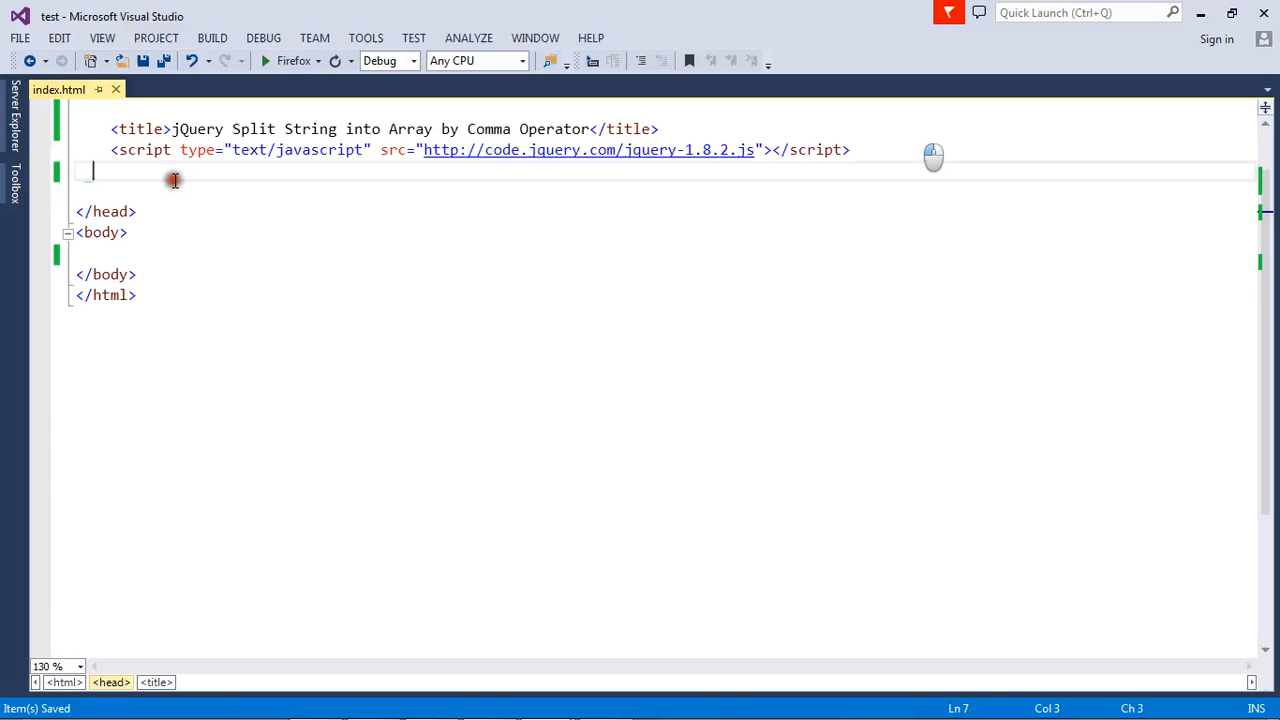 test - Microsoft Visual Studio
Quick Launch (Ctrl+Q)
FILE EDIT VIEW PROJECT BUILD DEBUG TEAM TOOLS TEST ANALYZE WINDOW HELP
Sign in
Firefox Debug Any CPU
index.html
Server Explorer
Toolbox
<title>jQuery Split String into Array by Comma Operator</title>
<script type="text/javascript" src="http://code.jquery.com/jquery-1.8.2.js"></script>
</head>
<body>
</body>
</html>
130 %
<html> <head> <title>
Item(s) Saved Ln 7 Col 3 Ch 3 INS